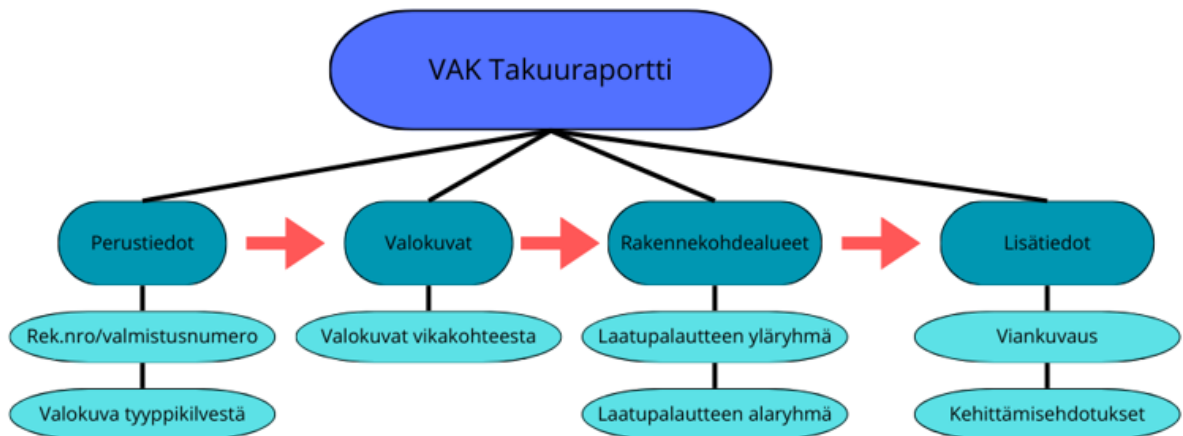 VAK Takuuraportti
Perustiedot
Valokuvat
Rakennekohdealueet
Lisätiedot
Rek.nro/valmistusnumero
Valokuvat vikakohteesta
Laatupalautteen yläryhmä
Viankuvaus
Valokuva tyyppikilvestä
Laatupalautteen alaryhmä
Kehittämisehdotukset